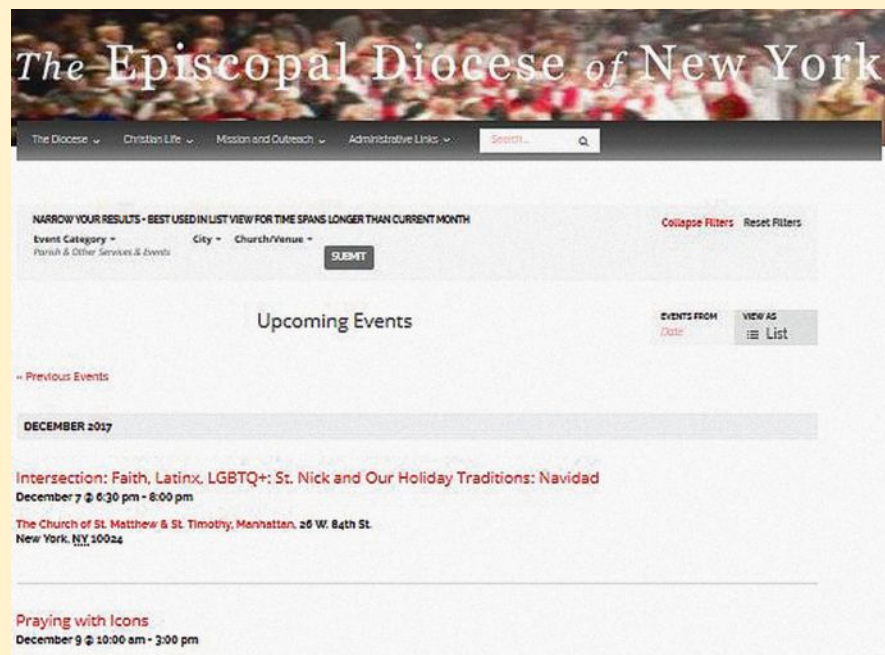 The Episcopal Diocese of New York
The Diocese Christian Life Mission and Outreach Administrative Links Search...
NARROW YOUR RESULTS - BEST USED IN LIST VIEW FOR TIME SPANS LONGER THAN CURRENT MONTH
Collapse Filters Reset Filters
Event Category City Church/Venue
Parish & Other Services & Events
SUBMIT
Upcoming Events
EVENTS FROM
Date
VIEW AS
List
« Previous Events
DECEMBER 2017
Intersection: Faith, Latinx, LGBTQ+: St. Nick and Our Holiday Traditions: Navidad
December 7 @ 6:30 pm - 8:00 pm
The Church of St. Matthew & St. Timothy, Manhattan, 26 W. 84th St.
New York, NY 10024
Praying with Icons
December 9 @ 10:00 am - 3:00 pm